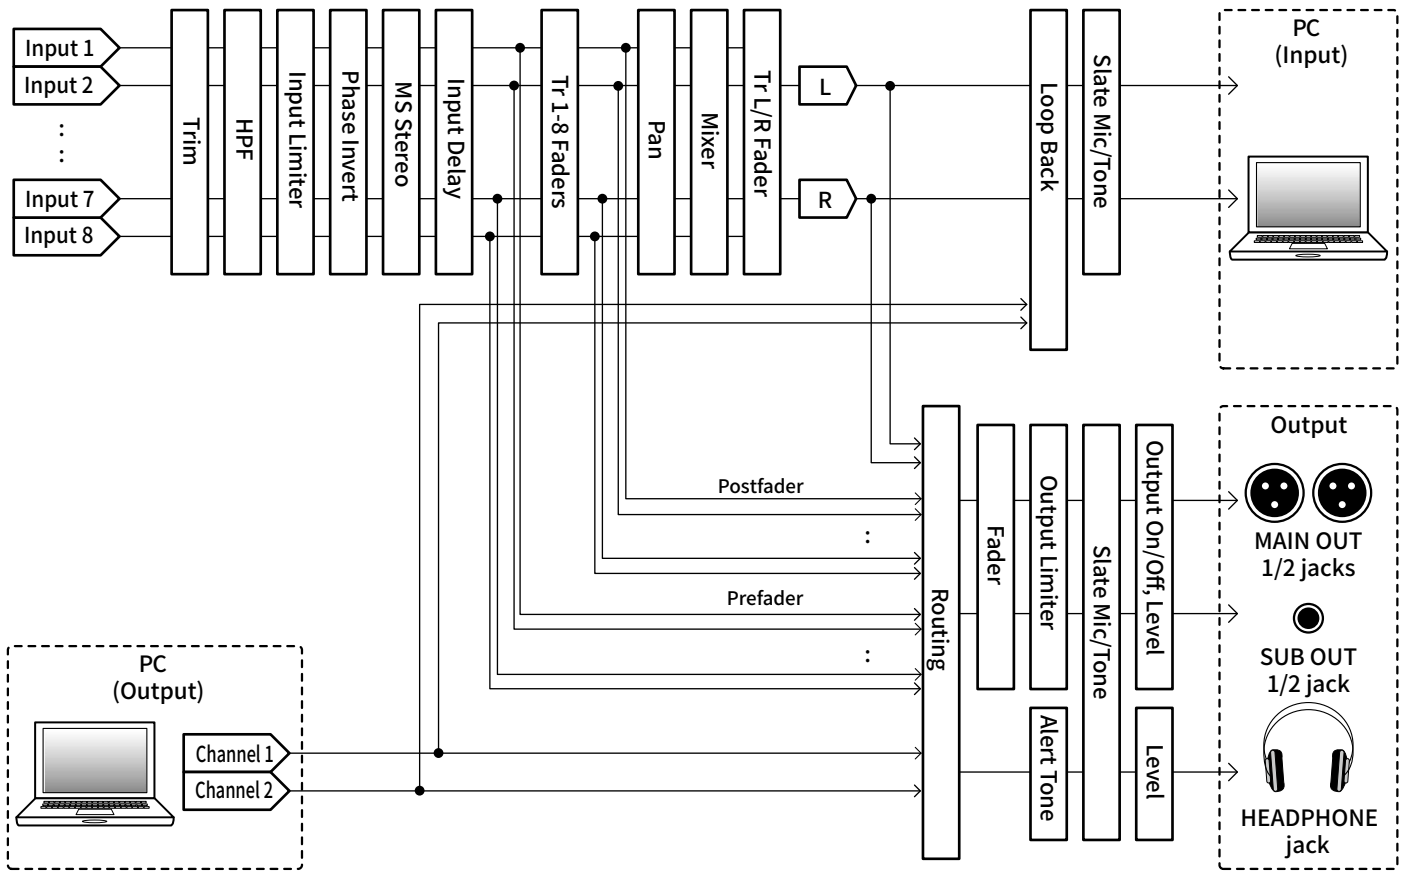 Input 1
Input 2
:
:
Input 7
Input 8
Trim
HPF
Input Limiter
Phase Invert
MS Stereo
Input Delay
Tr 1-8 Faders
Pan
Mixer
Tr L/R Fader
L
R
Loop Back
Slate Mic/Tone
PC
(Input)
Postfader
:
Prefader
:
Routing
Fader
Output Limiter
Slate Mic/Tone
Output On/Off, Level
Alert Tone
Level
Output
MAIN OUT
1/2 jacks
SUB OUT
1/2 jack
HEADPHONE
jack
PC
(Output)
Channel 1
Channel 2